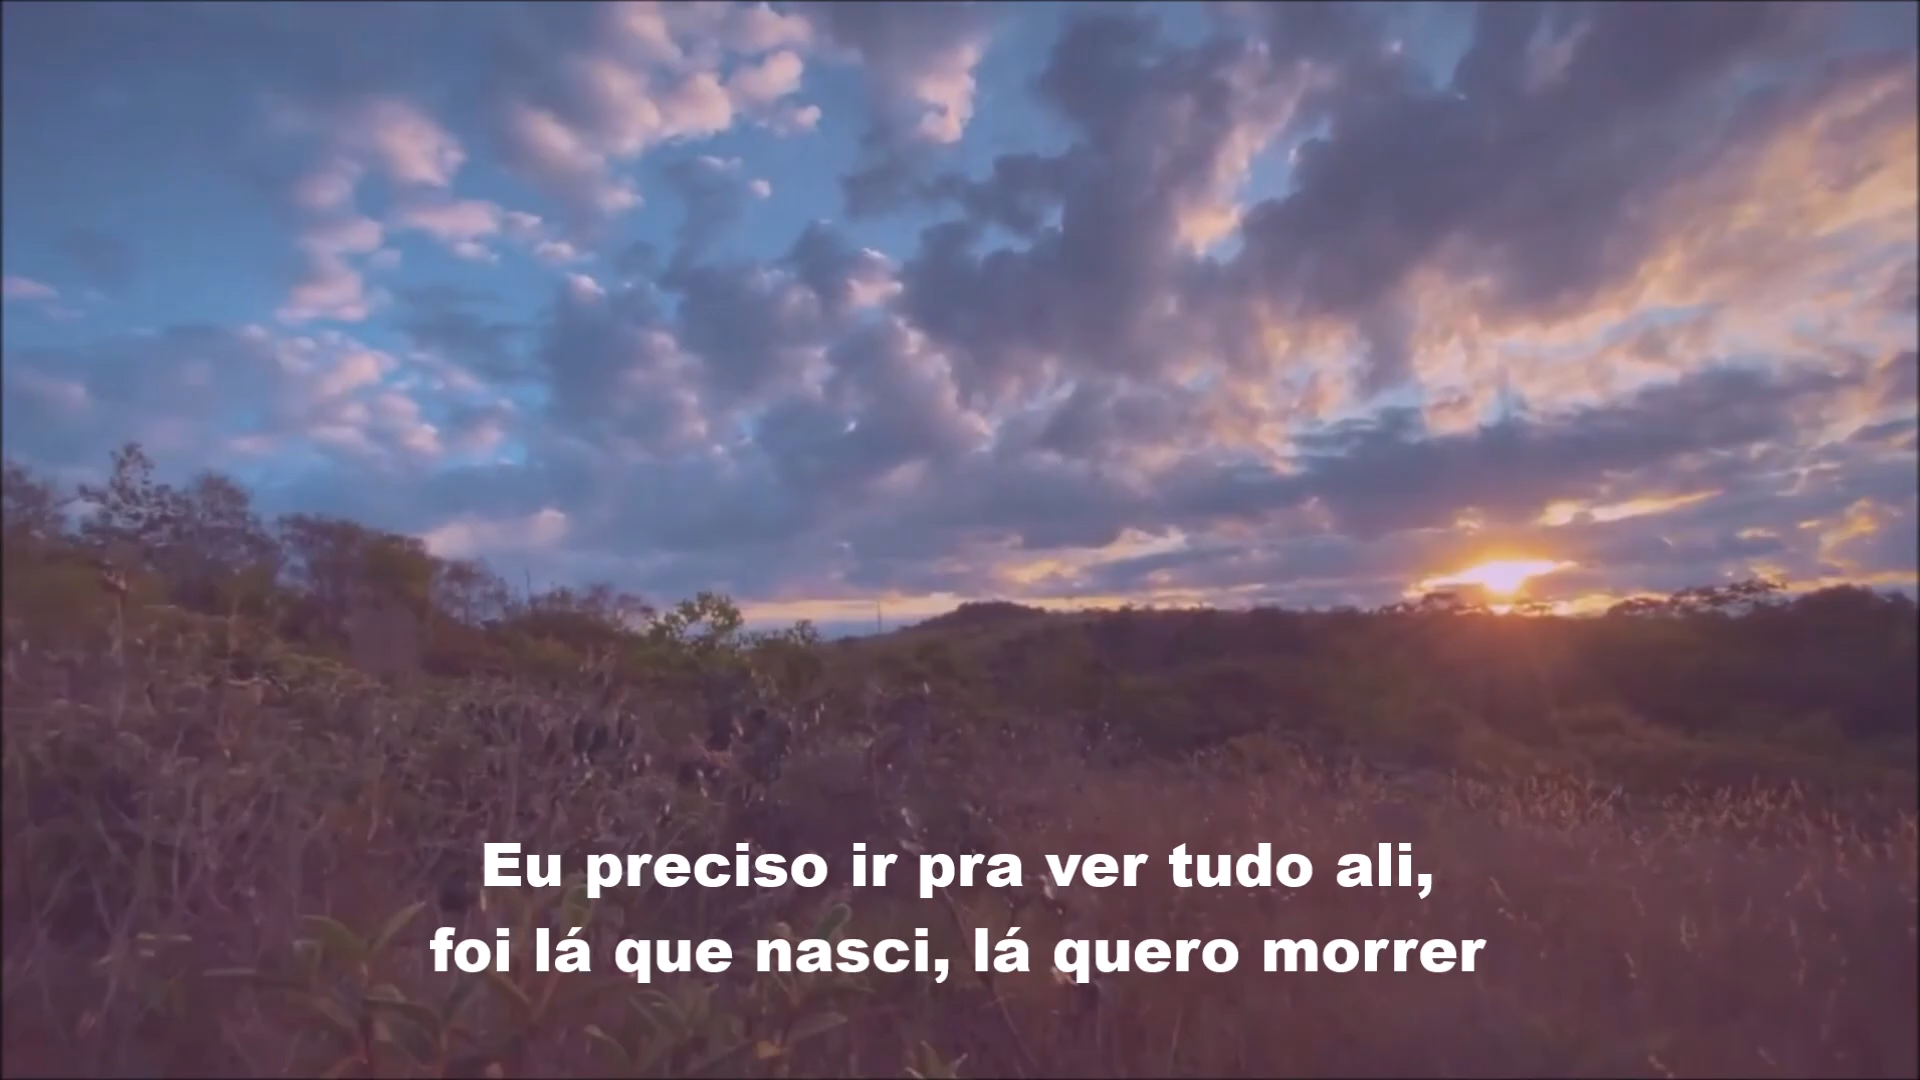 Eu preciso ir pra ver tudo ali,
foi lá que nasci, lá quero morrer